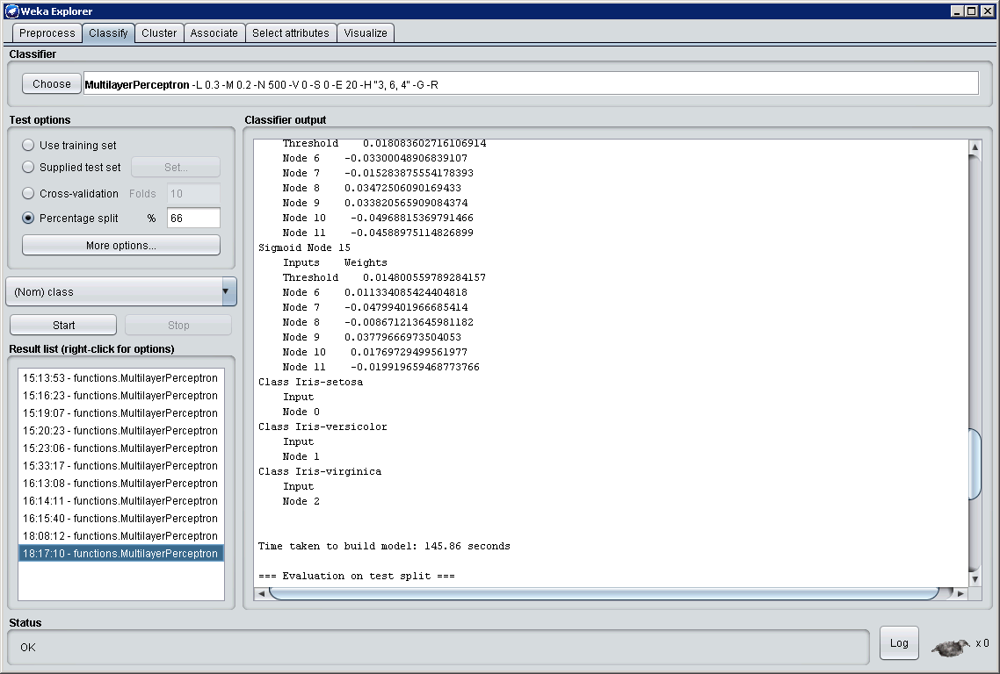 Weka Explorer
Preprocess Classify Cluster Associate Select attributes Visualize
Classifier
Choose MultilayerPerceptron -L 0.3 -M 0.2 -N 500 -V 0 -S 0 -E 20 -H "3, 6, 4" -G -R
Test options
Use training set
Supplied test set Set...
Cross-validation Folds 10
Percentage split % 66
More options...
(Nom) class
Start Stop
Result list (right-click for options)
15:13:53 - functions.MultilayerPerceptron
15:16:23 - functions.MultilayerPerceptron
15:19:07 - functions.MultilayerPerceptron
15:20:23 - functions.MultilayerPerceptron
15:23:06 - functions.MultilayerPerceptron
15:33:17 - functions.MultilayerPerceptron
16:13:08 - functions.MultilayerPerceptron
16:14:11 - functions.MultilayerPerceptron
16:15:40 - functions.MultilayerPerceptron
18:08:12 - functions.MultilayerPerceptron
18:17:10 - functions.MultilayerPerceptron
Classifier output
Threshold 0.018083602716106914
Node 6 -0.03300048906839107
Node 7 -0.015283875554178393
Node 8 0.03472506090169433
Node 9 0.033820565909084374
Node 10 -0.04968815369791466
Node 11 -0.04588975114826899
Sigmoid Node 15
Inputs Weights
Threshold 0.014800559789284157
Node 6 0.011334085424404818
Node 7 -0.04799401966685414
Node 8 -0.008671213645981182
Node 9 0.03779666973504053
Node 10 0.01769729499561977
Node 11 -0.019919659468773766
Class Iris-setosa
Input
Node 0
Class Iris-versicolor
Input
Node 1
Class Iris-virginica
Input
Node 2
Time taken to build model: 145.86 seconds
=== Evaluation on test split ===
Status
OK
Log
x 0